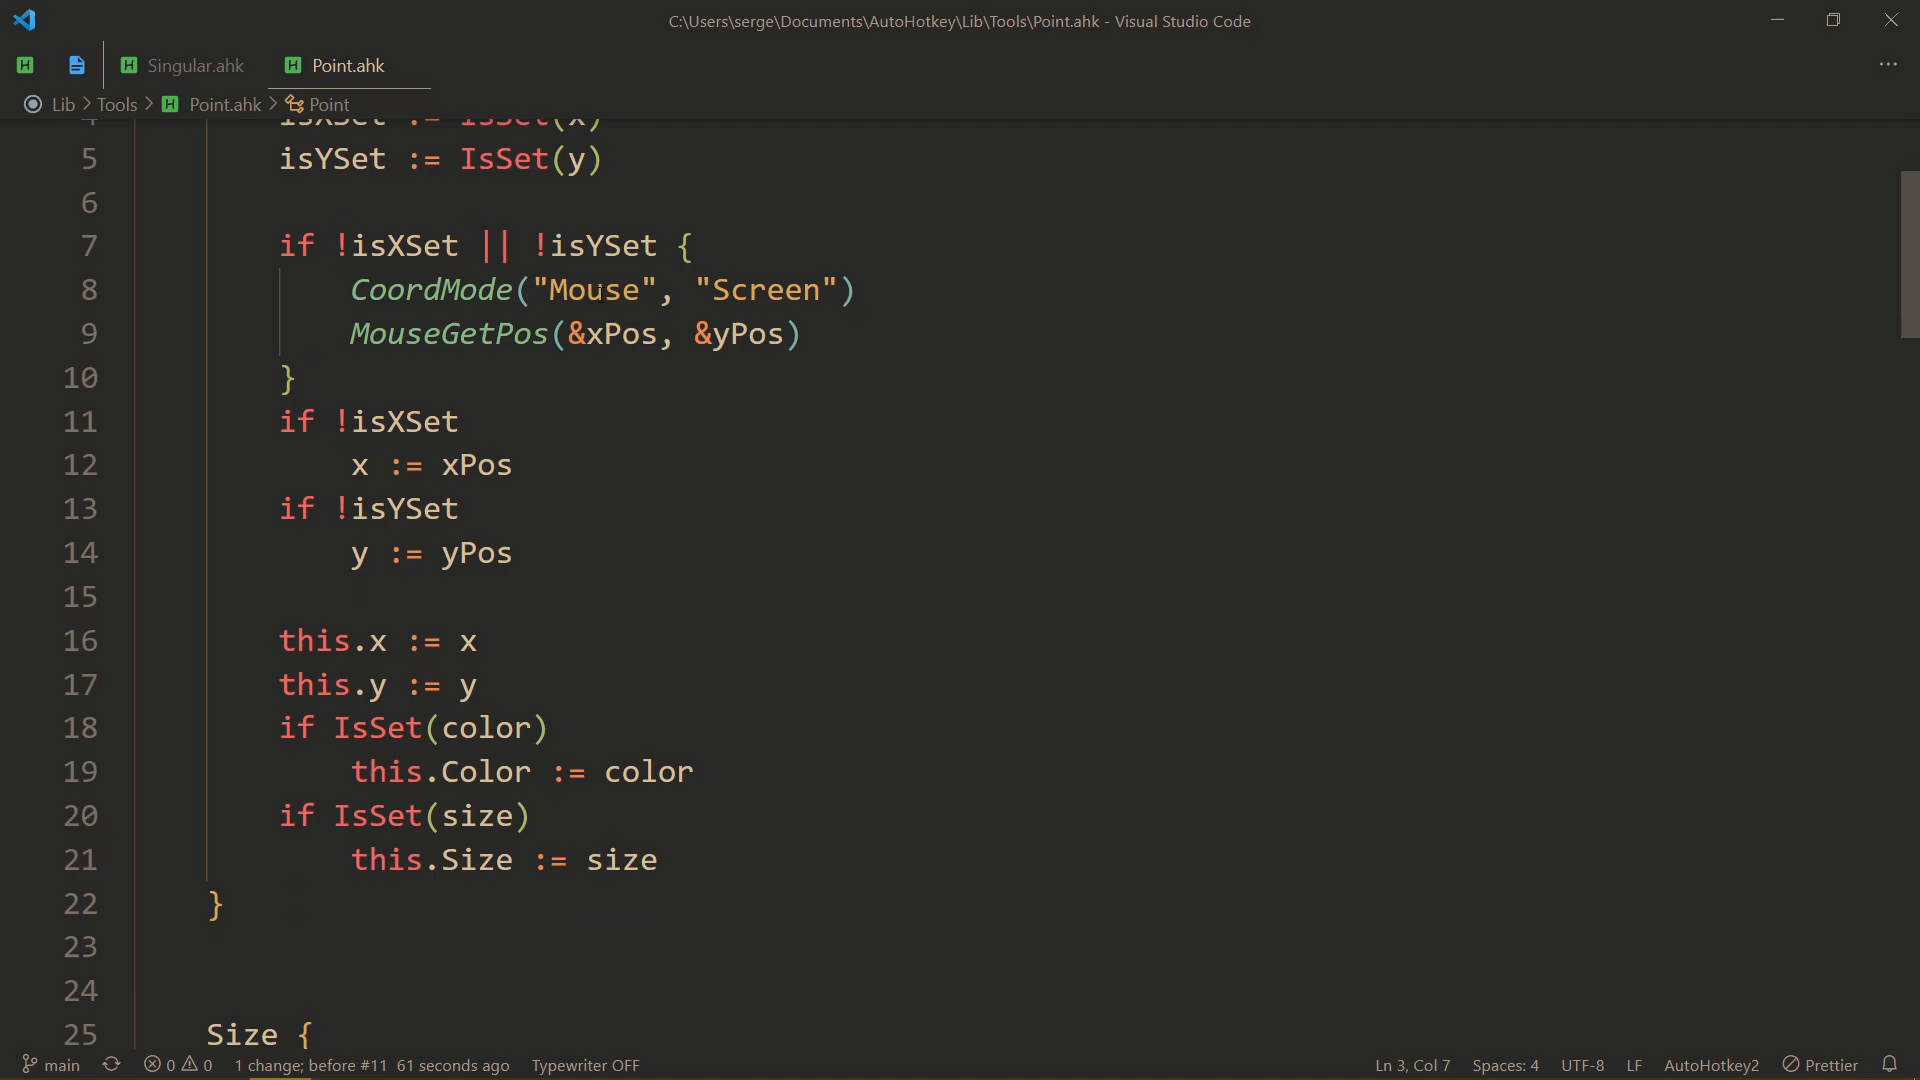 C:\Users\serge\Documents\AutoHotkey\Lib\Tools\Point.ahk - Visual Studio Code
Singular.ahk
Point.ahk
Lib > Tools > Point.ahk > Point
4 isXSet := IsSet(x)
5 isYSet := IsSet(y)
6
7 if !isXSet || !isYSet {
8 CoordMode("Mouse", "Screen")
9 MouseGetPos(&xPos, &yPos)
10 }
11 if !isXSet
12 x := xPos
13 if !isYSet
14 y := yPos
15
16 this.x := x
17 this.y := y
18 if IsSet(color)
19 this.Color := color
20 if IsSet(size)
21 this.Size := size
22 }
23
24
25 Size {
main 0 0 1 change; before #11 61 seconds ago Typewriter OFF Ln 3, Col 7 Spaces: 4 UTF-8 LF AutoHotkey2 Prettier